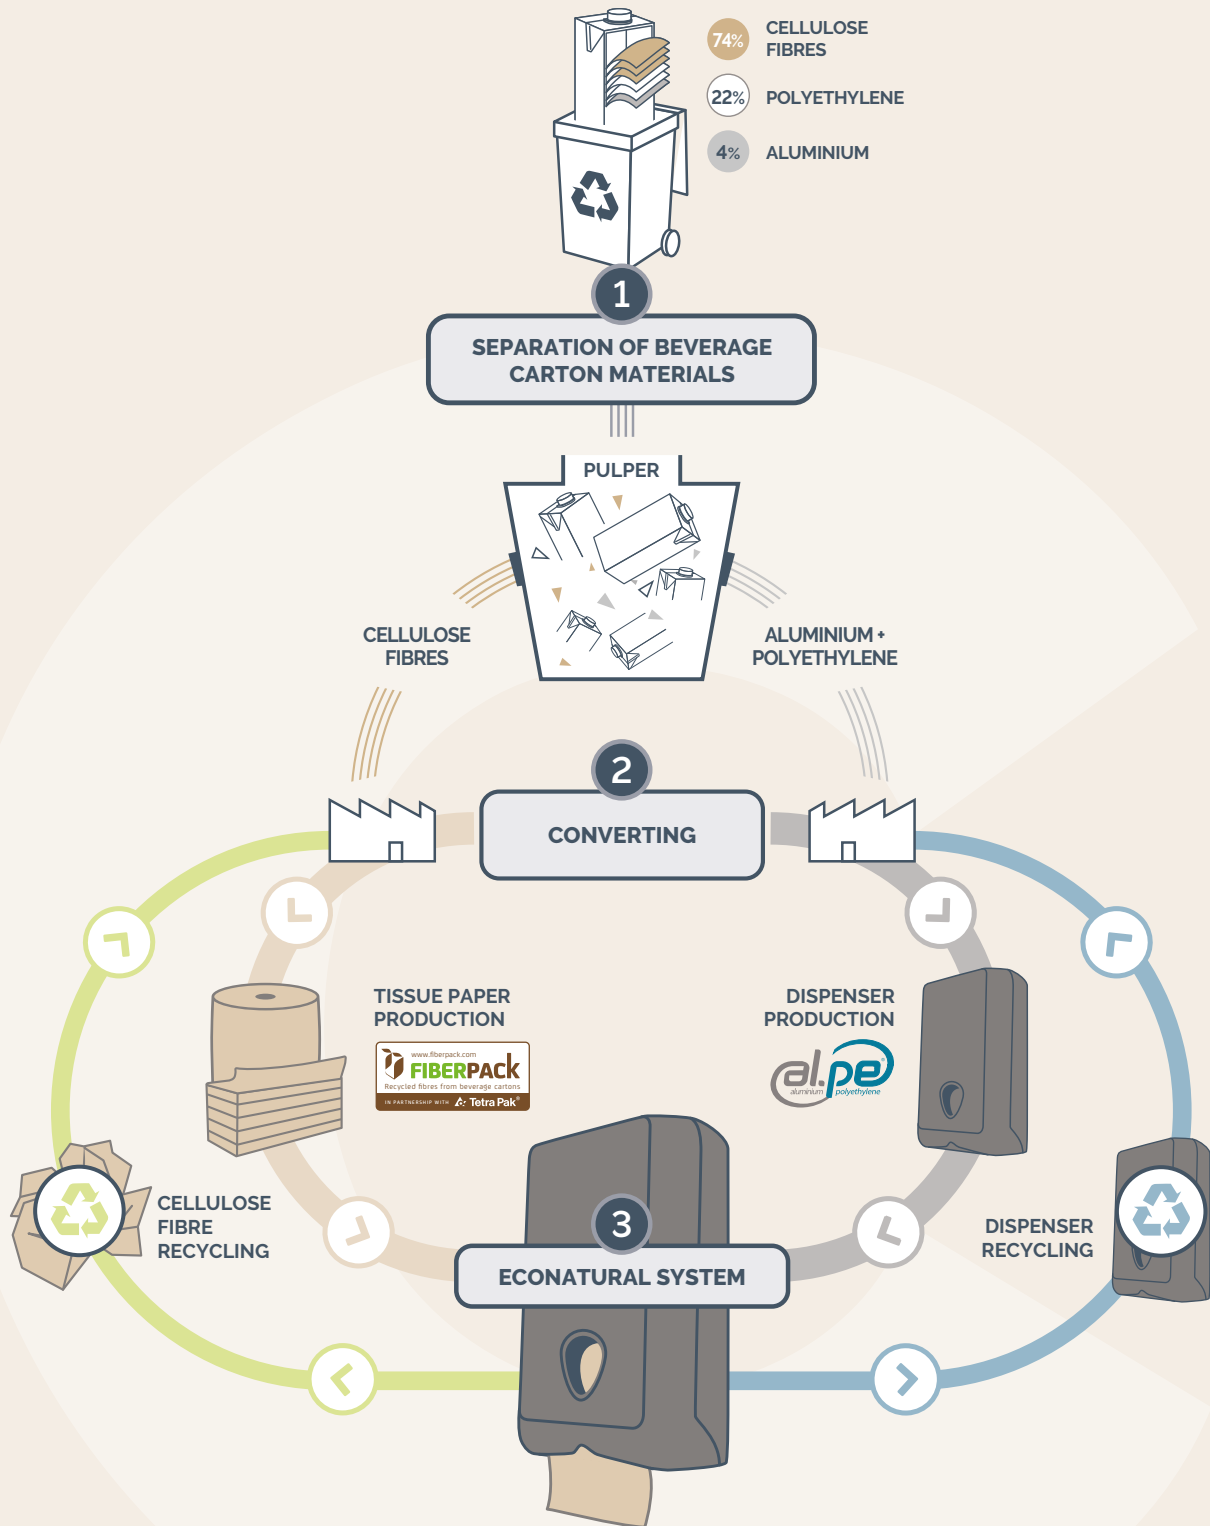 74%
CELLULOSE
FIBRES
22%
POLYETHYLENE
4%
ALUMINIUM
1
SEPARATION OF BEVERAGE
CARTON MATERIALS
PULPER
CELLULOSE
FIBRES
ALUMINIUM +
POLYETHYLENE
2
CONVERTING
TISSUE PAPER
PRODUCTION
www.fiberpack.com
FIBERPACK
Recycled fibres from beverage cartons
IN PARTNERSHIP WITH Tetra Pak®
DISPENSER
PRODUCTION
al.pe®
aluminium polyethylene
CELLULOSE
FIBRE
RECYCLING
3
ECONATURAL SYSTEM
DISPENSER
RECYCLING